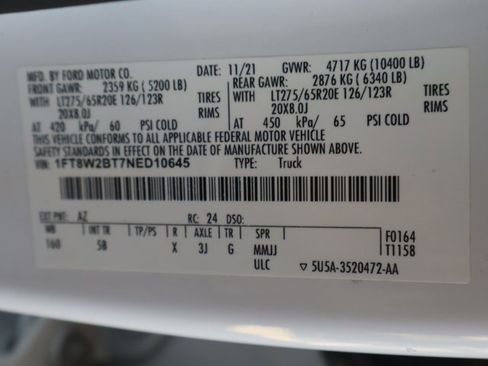 MFG. BY FORD MOTOR CO. DATE: 11/21 GVWR: 4717 KG (10400 LB)
FRONT GAWR: 2359 KG ( 5200 LB) REAR GAWR: 2876 KG ( 6340 LB)
WITH LT275/65R20E 126/123R TIRES WITH LT275/65R20E 126/123R TIRES
20X8.0J RIMS 20X8.0J RIMS
AT 420 kPa/ 60 PSI COLD AT 450 kPa/ 65 PSI COLD
THIS VEHICLE CONFORMS TO ALL APPLICABLE FEDERAL MOTOR VEHICLE
SAFETY STANDARDS IN EFFECT ON THE DATE OF MANUFACTURE SHOWN ABOVE.
VIN: 1FT8W2BT7NED10645 TYPE: Truck
EXT PNT: AZ RC: 24 DSO:
WB INT TR TP/PS R AXLE TR SPR F0164
160 5B X 3J G MMJJ T1158
ULC ▽ 5U5A-3520472-AA